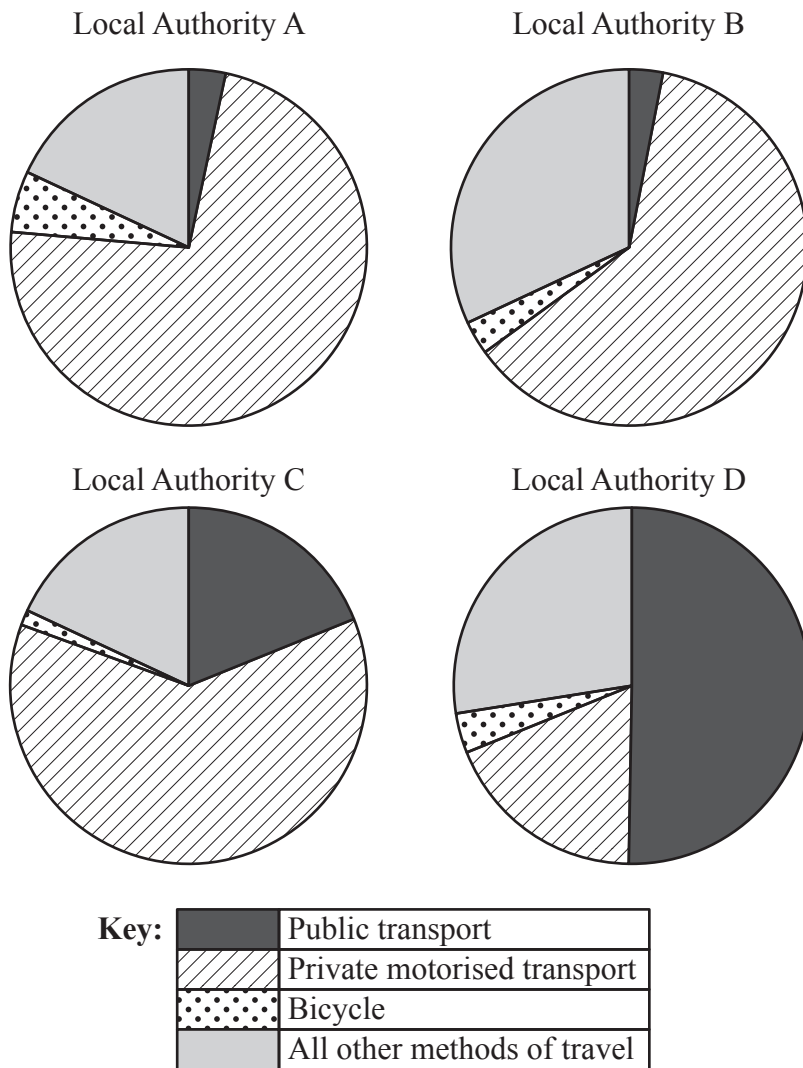 Local Authority A
Local Authority B
Local Authority C
Local Authority D
Key:
Public transport
Private motorised transport
Bicycle
All other methods of travel